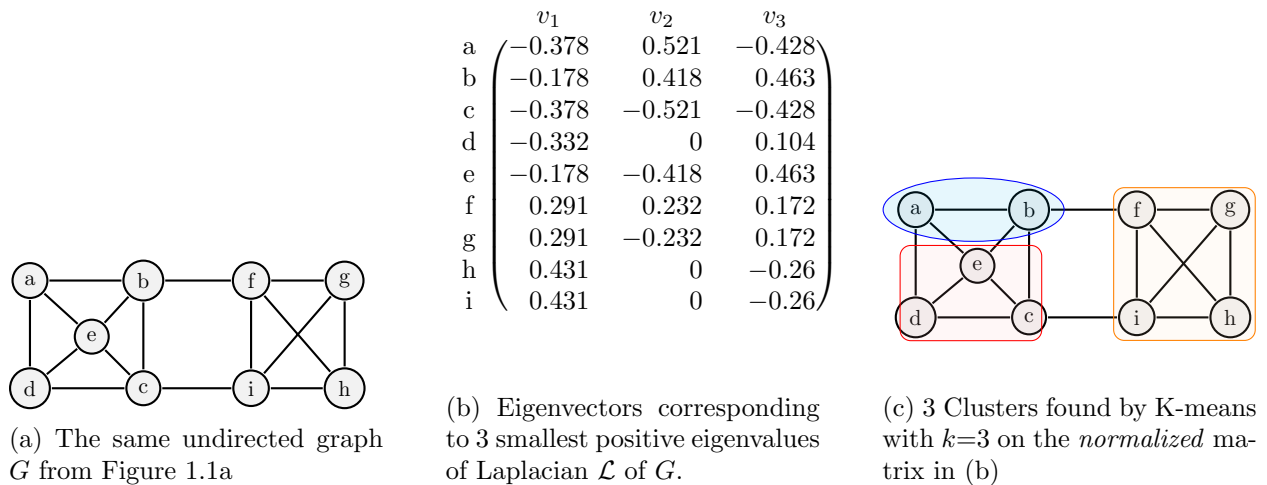 a b f g
e
d c i h
(a) The same undirected graph
G from Figure 1.1a
v₁ v₂ v₃
a −0.378 0.521 −0.428
b −0.178 0.418 0.463
c −0.378 −0.521 −0.428
d −0.332 0 0.104
e −0.178 −0.418 0.463
f 0.291 0.232 0.172
g 0.291 −0.232 0.172
h 0.431 0 −0.26
i 0.431 0 −0.26
(b) Eigenvectors corresponding
to 3 smallest positive eigenvalues
of Laplacian ℒ of G.
a b f g
e
d c i h
(c) 3 Clusters found by K-means
with k=3 on the normalized ma-
trix in (b)